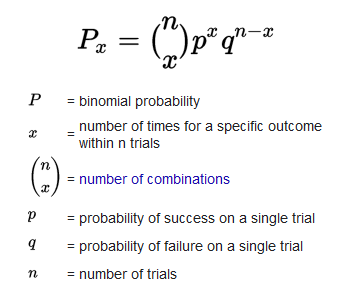 Pₓ = (n x) pˣ qⁿ⁻ˣ
P = binomial probability
x = number of times for a specific outcome
within n trials
(n x) = number of combinations
p = probability of success on a single trial
q = probability of failure on a single trial
n = number of trials